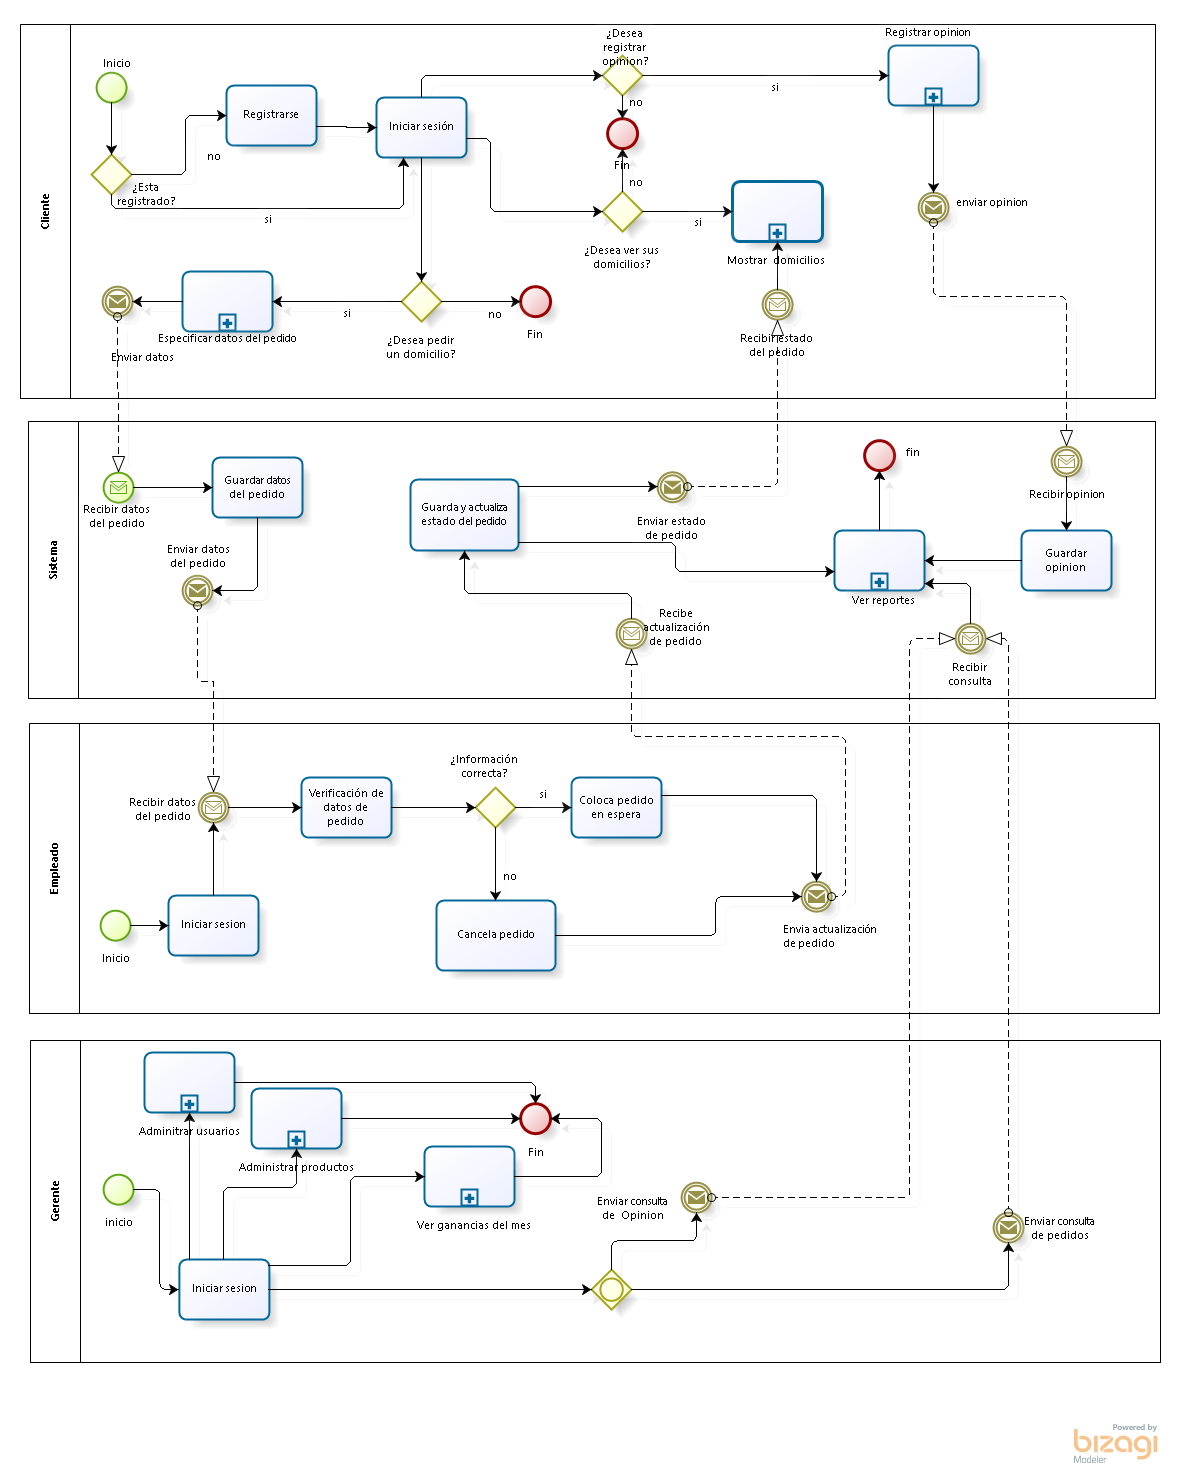 Cliente
Inicio
¿Esta
registrado?
no
si
Registrarse
Iniciar sesión
¿Desea
registrar
opinion?
no
si
Fin
no
¿Desea ver sus
domicilios?
si
Registrar opinion
enviar opinion
Mostrar domicilios
Recibir estado
del pedido
¿Desea pedir
un domicilio?
si
no
Fin
Especificar datos del pedido
Enviar datos
Sistema
Recibir datos
del pedido
Guardar datos
del pedido
Enviar datos
del pedido
Guarda y actualiza
estado del pedido
Enviar estado
de pedido
Recibe
actualización
de pedido
fin
Ver reportes
Recibir opinion
Guardar
opinion
Recibir
consulta
Empleado
Inicio
Iniciar sesion
Recibir datos
del pedido
Verificación de
datos de
pedido
¿Información
correcta?
si
no
Coloca pedido
en espera
Cancela pedido
Envia actualización
de pedido
Gerente
inicio
Iniciar sesion
Adminitrar usuarios
Administrar productos
Ver ganancias del mes
Fin
Enviar consulta
de Opinion
Enviar consulta
de pedidos
Powered by
bizagi
Modeler